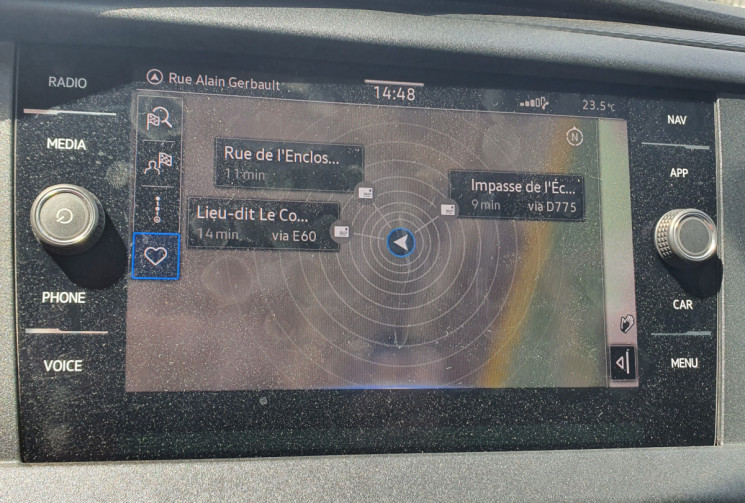 RADIO
MEDIA
PHONE
VOICE
Rue Alain Gerbault
14:48
23.5°C
N
Rue de l'Enclos...
11 min
Impasse de l'Éc...
9 min via D775
Lieu-dit Le Co...
14 min via E60
NAV
APP
CAR
MENU